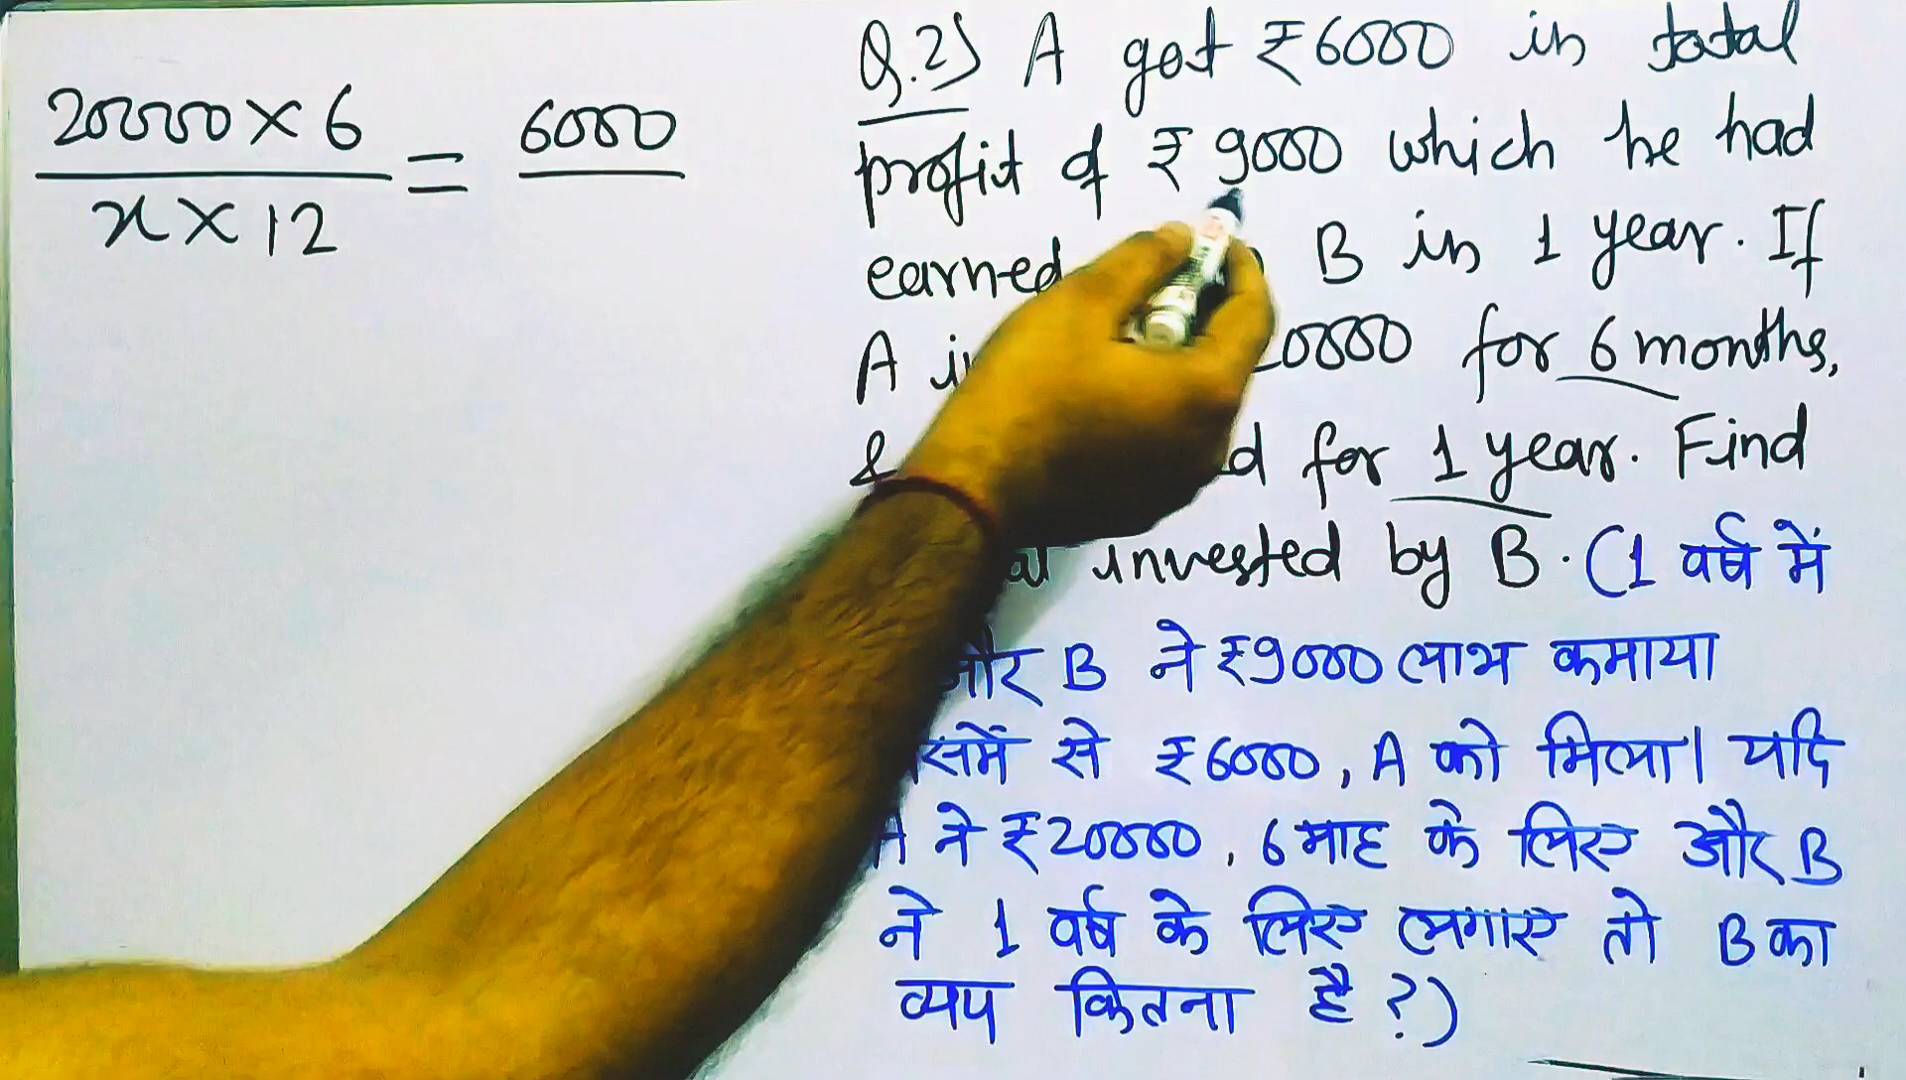 20000 × 6 = 6000
x × 12
Q.2) A got ₹6000 in total
profit of ₹9000 which he had
earned B in 1 year. If
A 0000 for 6 months,
& for 1 year. Find
invested by B. (1 वर्ष में
और B ने ₹9000 लाभ कमाया
से ₹6000, A को मिला। यदि
A ने ₹20000, 6 माह के लिए और B
ने 1 वर्ष के लिए लगाए तो B का
व्यय कितना है?)